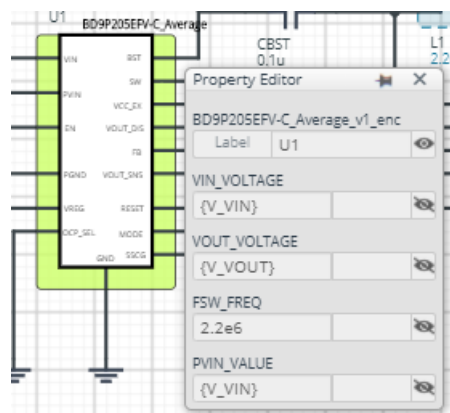 U1
BD9P205EFV-C_Average
VIN
BST
SW
PVIN
VCC_EX
EN
VOUT_DIS
FB
PGND
VOUT_SNS
VREG
RESET
OCP_SEL
MODE
GND
SSCG
CBST
0.1u
L1
2.2
Property Editor
BD9P205EFV-C_Average_v1_enc
Label U1
VIN_VOLTAGE
{V_VIN}
VOUT_VOLTAGE
{V_VOUT}
FSW_FREQ
2.2e6
PVIN_VALUE
{V_VIN}